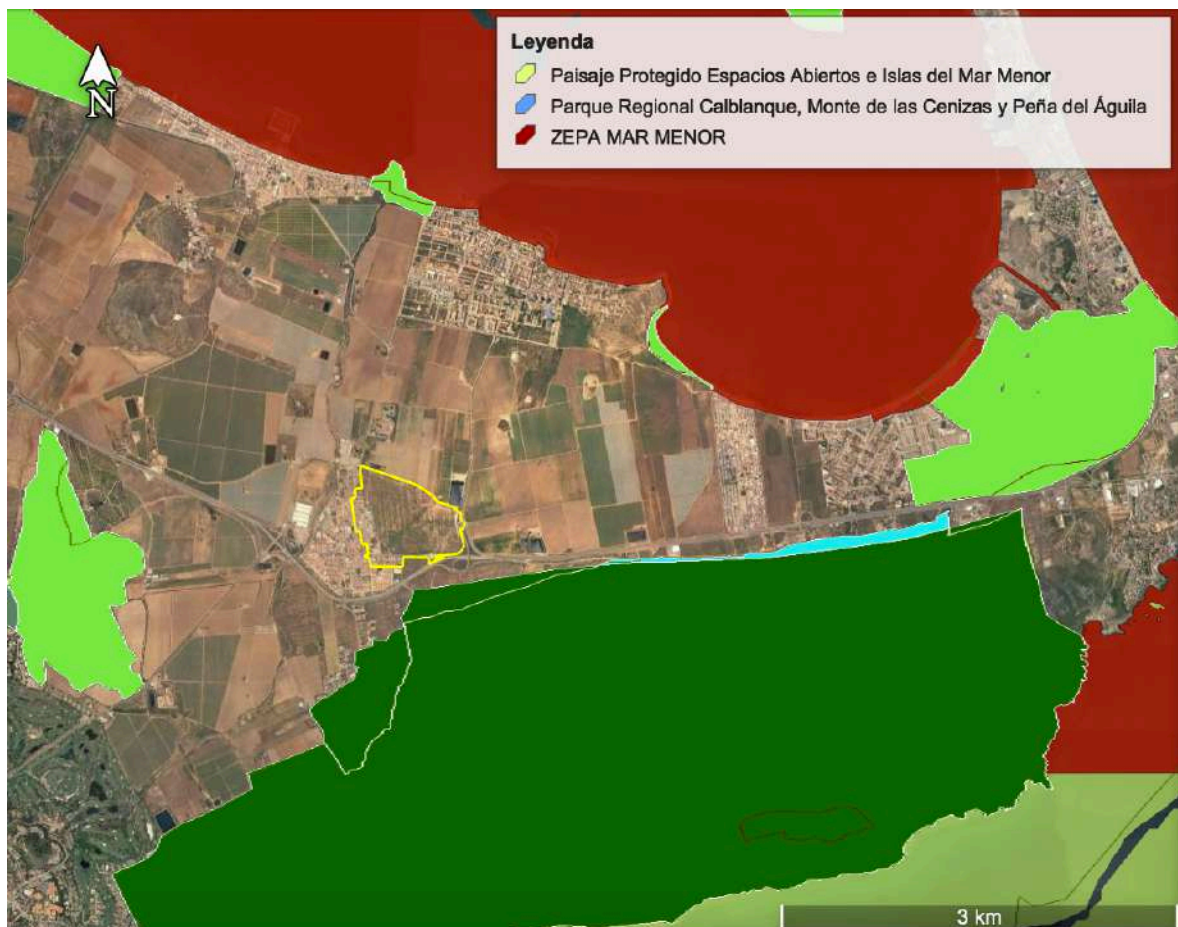 Leyenda
Paisaje Protegido Espacios Abiertos e Islas del Mar Menor
Parque Regional Calblanque, Monte de las Cenizas y Peña del Águila
ZEPA MAR MENOR
N
3 km